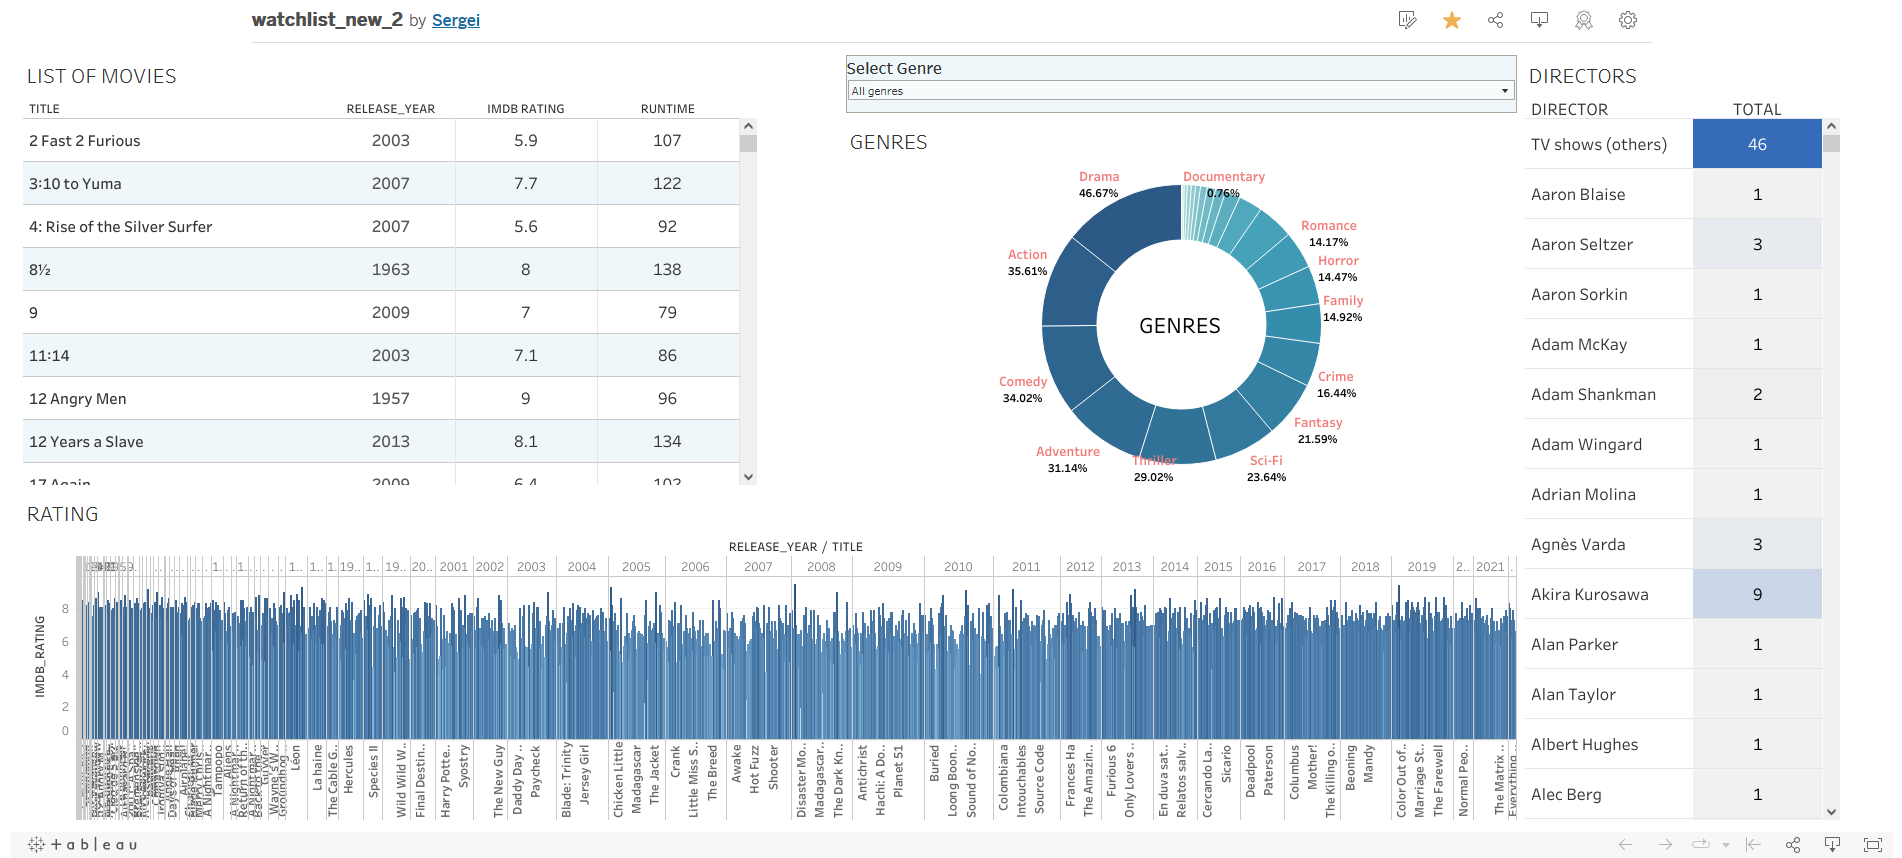 watchlist_new_2 by Sergei
LIST OF MOVIES
TITLE RELEASE_YEAR IMDB RATING RUNTIME
2 Fast 2 Furious 2003 5.9 107
3:10 to Yuma 2007 7.7 122
4: Rise of the Silver Surfer 2007 5.6 92
8½ 1963 8 138
9 2009 7 79
11:14 2003 7.1 86
12 Angry Men 1957 9 96
12 Years a Slave 2013 8.1 134
17 Again 2009 6.4 102
Select Genre
All genres
GENRES
Drama
46.67%
Documentary
0.76%
Romance
14.17%
Horror
14.47%
Family
14.92%
Crime
16.44%
Fantasy
21.59%
Sci-Fi
23.64%
Thriller
29.02%
Adventure
31.14%
Comedy
34.02%
Action
35.61%
GENRES
DIRECTORS
DIRECTOR TOTAL
TV shows (others) 46
Aaron Blaise 1
Aaron Seltzer 3
Aaron Sorkin 1
Adam McKay 1
Adam Shankman 2
Adam Wingard 1
Adrian Molina 1
Agnès Varda 3
Akira Kurosawa 9
Alan Parker 1
Alan Taylor 1
Albert Hughes 1
Alec Berg 1
RATING
RELEASE_YEAR / TITLE
1.. 1.. 1.. 1.. 1.. 19.. 1.. 19.. 20.. 2001 2002 2003 2004 2005 2006 2007 2008 2009 2010 2011 2012 2013 2014 2015 2016 2017 2018 2019 2.. 2021
IMDB_RATING
8
6
4
2
0
Tampopo
Aliens
Wayne's W..
Groundhog ..
Léon
La haine
The Cable G..
Hercules
Species II
Wild Wild W..
Final Destin..
Harry Potte..
Syostry
The New Guy
Daddy Day ..
Paycheck
Blade: Trinity
Jersey Girl
Chicken Little
Madagascar
The Jacket
Crank
Little Miss S..
The Breed
Awake
Hot Fuzz
Shooter
Disaster Mo..
Madagascar..
The Dark Kn..
Antichrist
Hachi: A Do..
Planet 51
Buried
Loong Boon..
Sound of No..
Colombiana
Intouchables
Source Code
Frances Ha
The Amazin..
Furious 6
Only Lovers ..
En duva sat..
Relatos salv..
Cercando La..
Sicario
Deadpool
Paterson
Columbus
Mother!
The Killing o..
Beoning
Mandy
Color Out of..
Marriage St..
The Farewell
Normal Peo..
The Matrix ..
Everything ..
+ a b l e a u